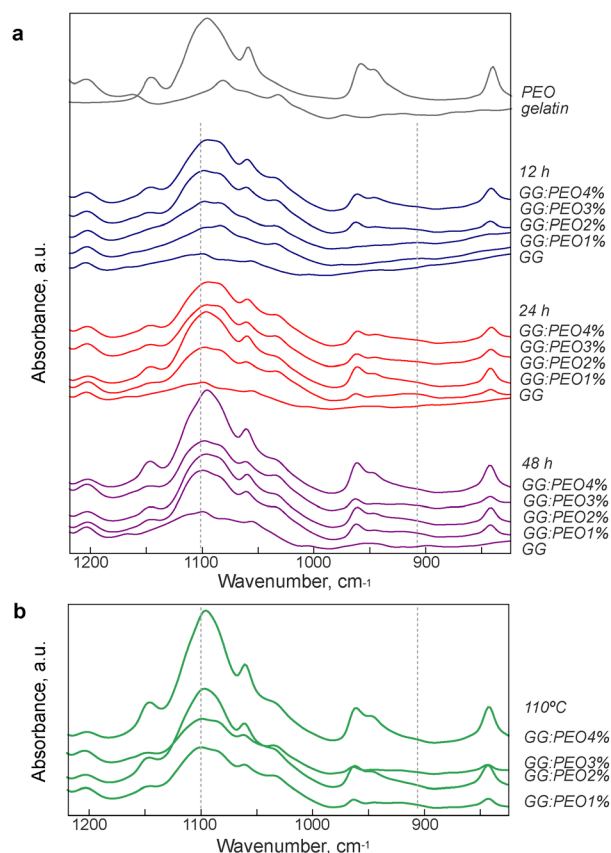 a
Absorbance, a.u.
PEO
gelatin
12 h
GG:PEO4%
GG:PEO3%
GG:PEO2%
GG:PEO1%
GG
24 h
GG:PEO4%
GG:PEO3%
GG:PEO2%
GG:PEO1%
GG
48 h
GG:PEO4%
GG:PEO3%
GG:PEO2%
GG:PEO1%
GG
1200 1100 1000 900
Wavenumber, cm-1
b
Absorbance, a.u.
110ºC
GG:PEO4%
GG:PEO3%
GG:PEO2%
GG:PEO1%
1200 1100 1000 900
Wavenumber, cm-1